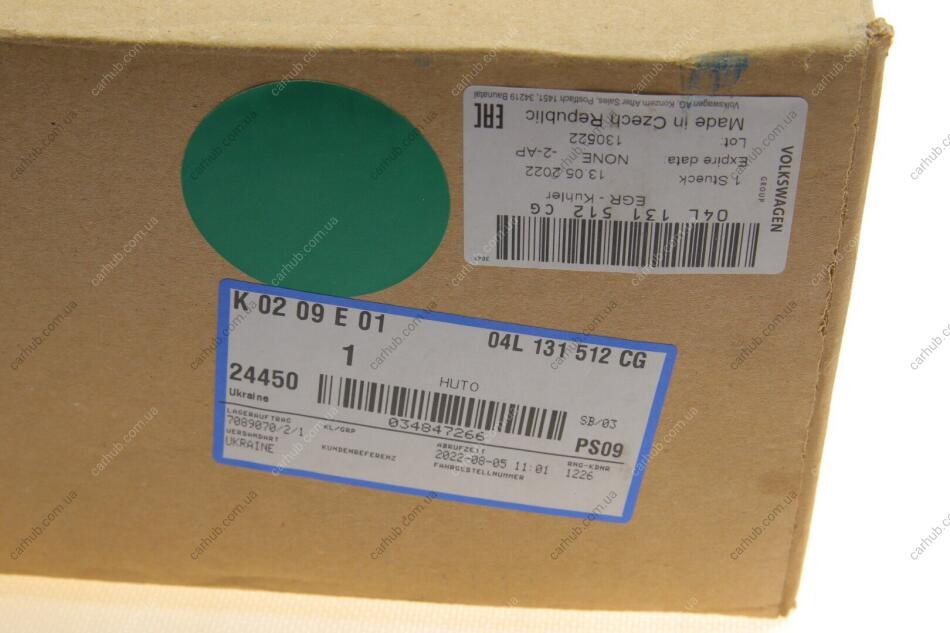 VOLKSWAGEN
GROUP
04L 131 512 CG
EGR - Kuhler
1 Stueck 13.05.2022
Expire data: NONE -2-AP
Lot: 130522
Made in Czech Republic
EAC
Volkswagen AG, Konzern After Sales, Postfach 1451, 34219 Baunatal
K 02 09 E 01
04L 131 512 CG
1
HUTO
24450
Ukraine
SB/03
034847266
LAGERAUFTRAG
7089070/2/1
KL/GRP
PS09
VERSANDART
UKRAINE
KUNDENREFERENZ
ABRUFZEIT
2022-08-05 11:01
FAHRGESTELLNUMMER
RNG-KDNR
1226
carhub.com.ua